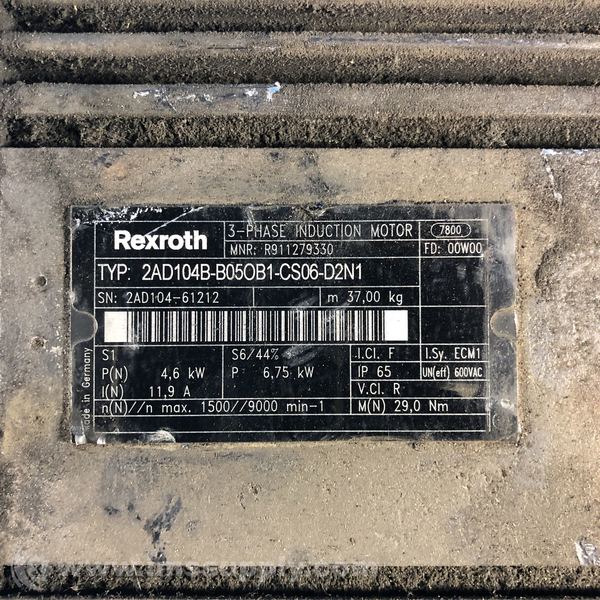 Rexroth
3-PHASE INDUCTION MOTOR
7800
MNR: R911279330
FD: 00W00
TYP: 2AD104B-B05OB1-CS06-D2N1
SN: 2AD104-61212
m 37,00 kg
S1
S6/44%
I.Cl. F
I.Sy. ECM1
P(N) 4,6 kW
P 6,75 kW
IP 65
UN(eff) 600VAC
I(N) 11,9 A
V.Cl. R
n(N)//n max. 1500//9000 min-1
M(N) 29,0 Nm
Made in Germany